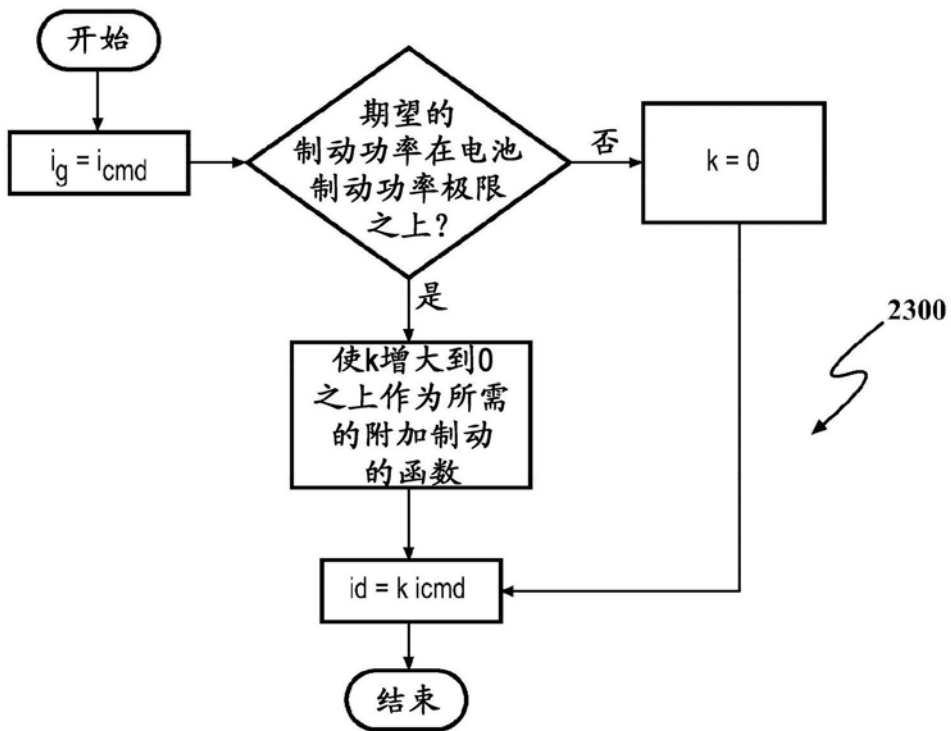 开始
i_g = i_cmd
期望的
制动功率在电池
制动功率极限
之上?
否
k = 0
是
2300
使k增大到0
之上作为所需
的附加制动
的函数
id = k icmd
结束